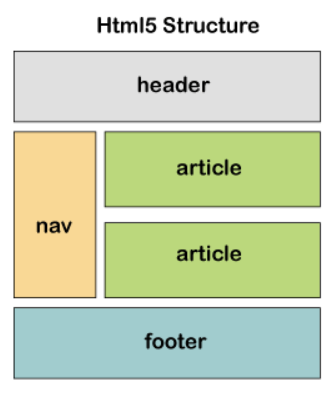 Html5 Structure
header
nav
article
article
footer